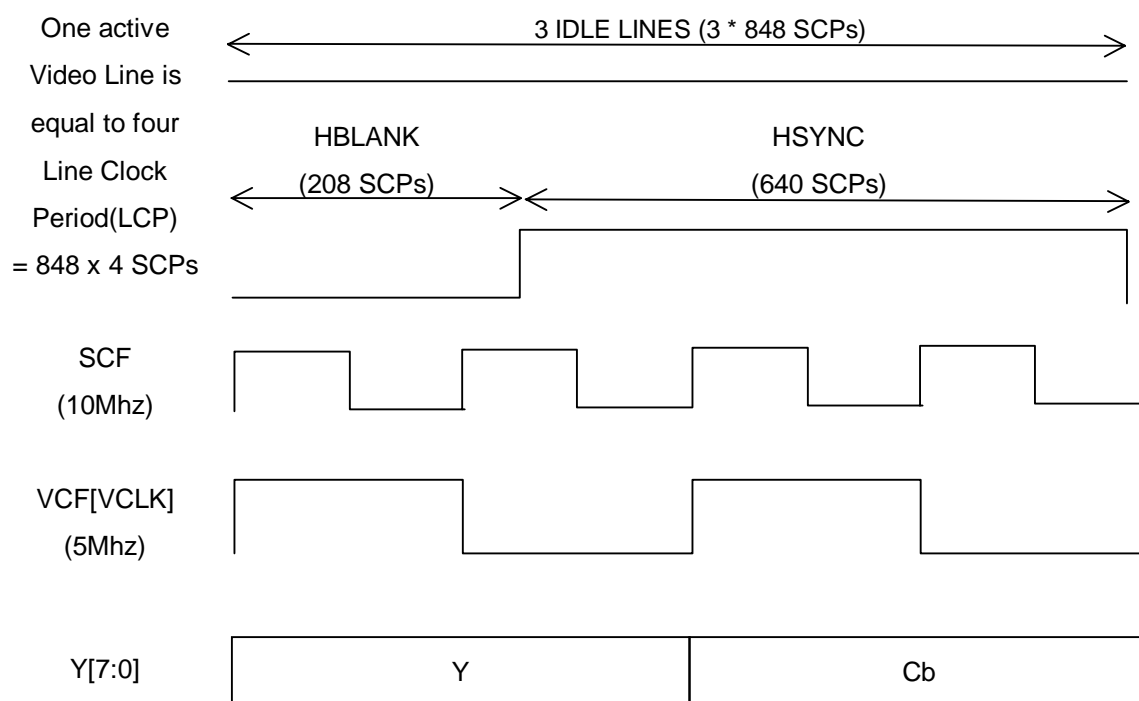 One active
Video Line is
equal to four
Line Clock
Period(LCP)
= 848 x 4 SCPs
3 IDLE LINES (3 * 848 SCPs)
HBLANK
(208 SCPs)
HSYNC
(640 SCPs)
SCF
(10Mhz)
VCF[VCLK]
(5Mhz)
Y[7:0]
Y
Cb